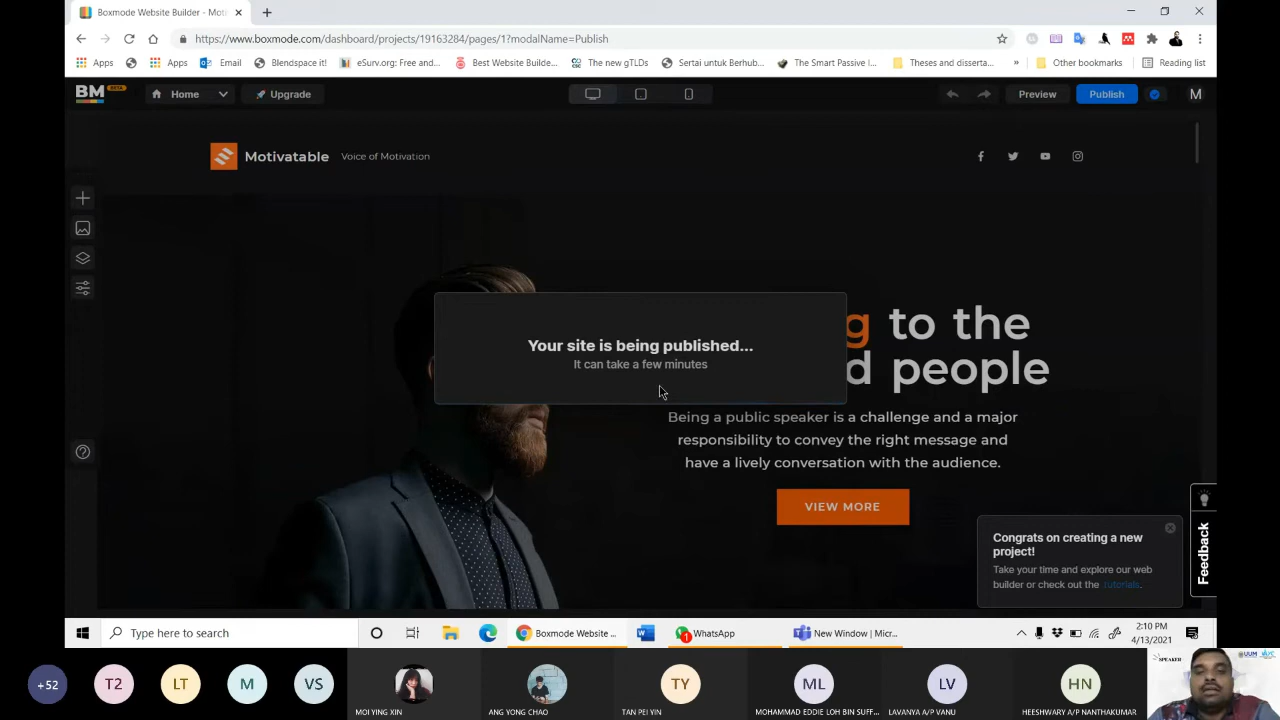 Boxmode Website Builder - Moti
https://www.boxmode.com/dashboard/projects/19163284/pages/1?modalName=Publish
Apps
Apps
Email
Blendspace it!
eSurv.org: Free and...
Best Website Builde...
The new gTLDs
Sertai untuk Berhub...
The Smart Passive I...
Theses and disserta...
»
Other bookmarks
Reading list
BM BETA
Home
Upgrade
Preview
Publish
M
Motivatable
Voice of Motivation
g to the
d people
Your site is being published...
It can take a few minutes
Being a public speaker is a challenge and a major
responsibility to convey the right message and
have a lively conversation with the audience.
VIEW MORE
Congrats on creating a new
project!
Take your time and explore our web
builder or check out the tutorials.
Feedback
Type here to search
Boxmode Website ...
1
WhatsApp
New Window | Micr...
2:10 PM
4/13/2021
+52
T2
LT
M
VS
MOI YING XIN
ANG YONG CHAO
TY
TAN PEI YIN
ML
MOHAMMAD EDDIE LOH BIN SUFF...
LV
LAVANYA A/P VANU
HN
HEESHWARY A/P NANTHAKUMAR
SPEAKER
UUM